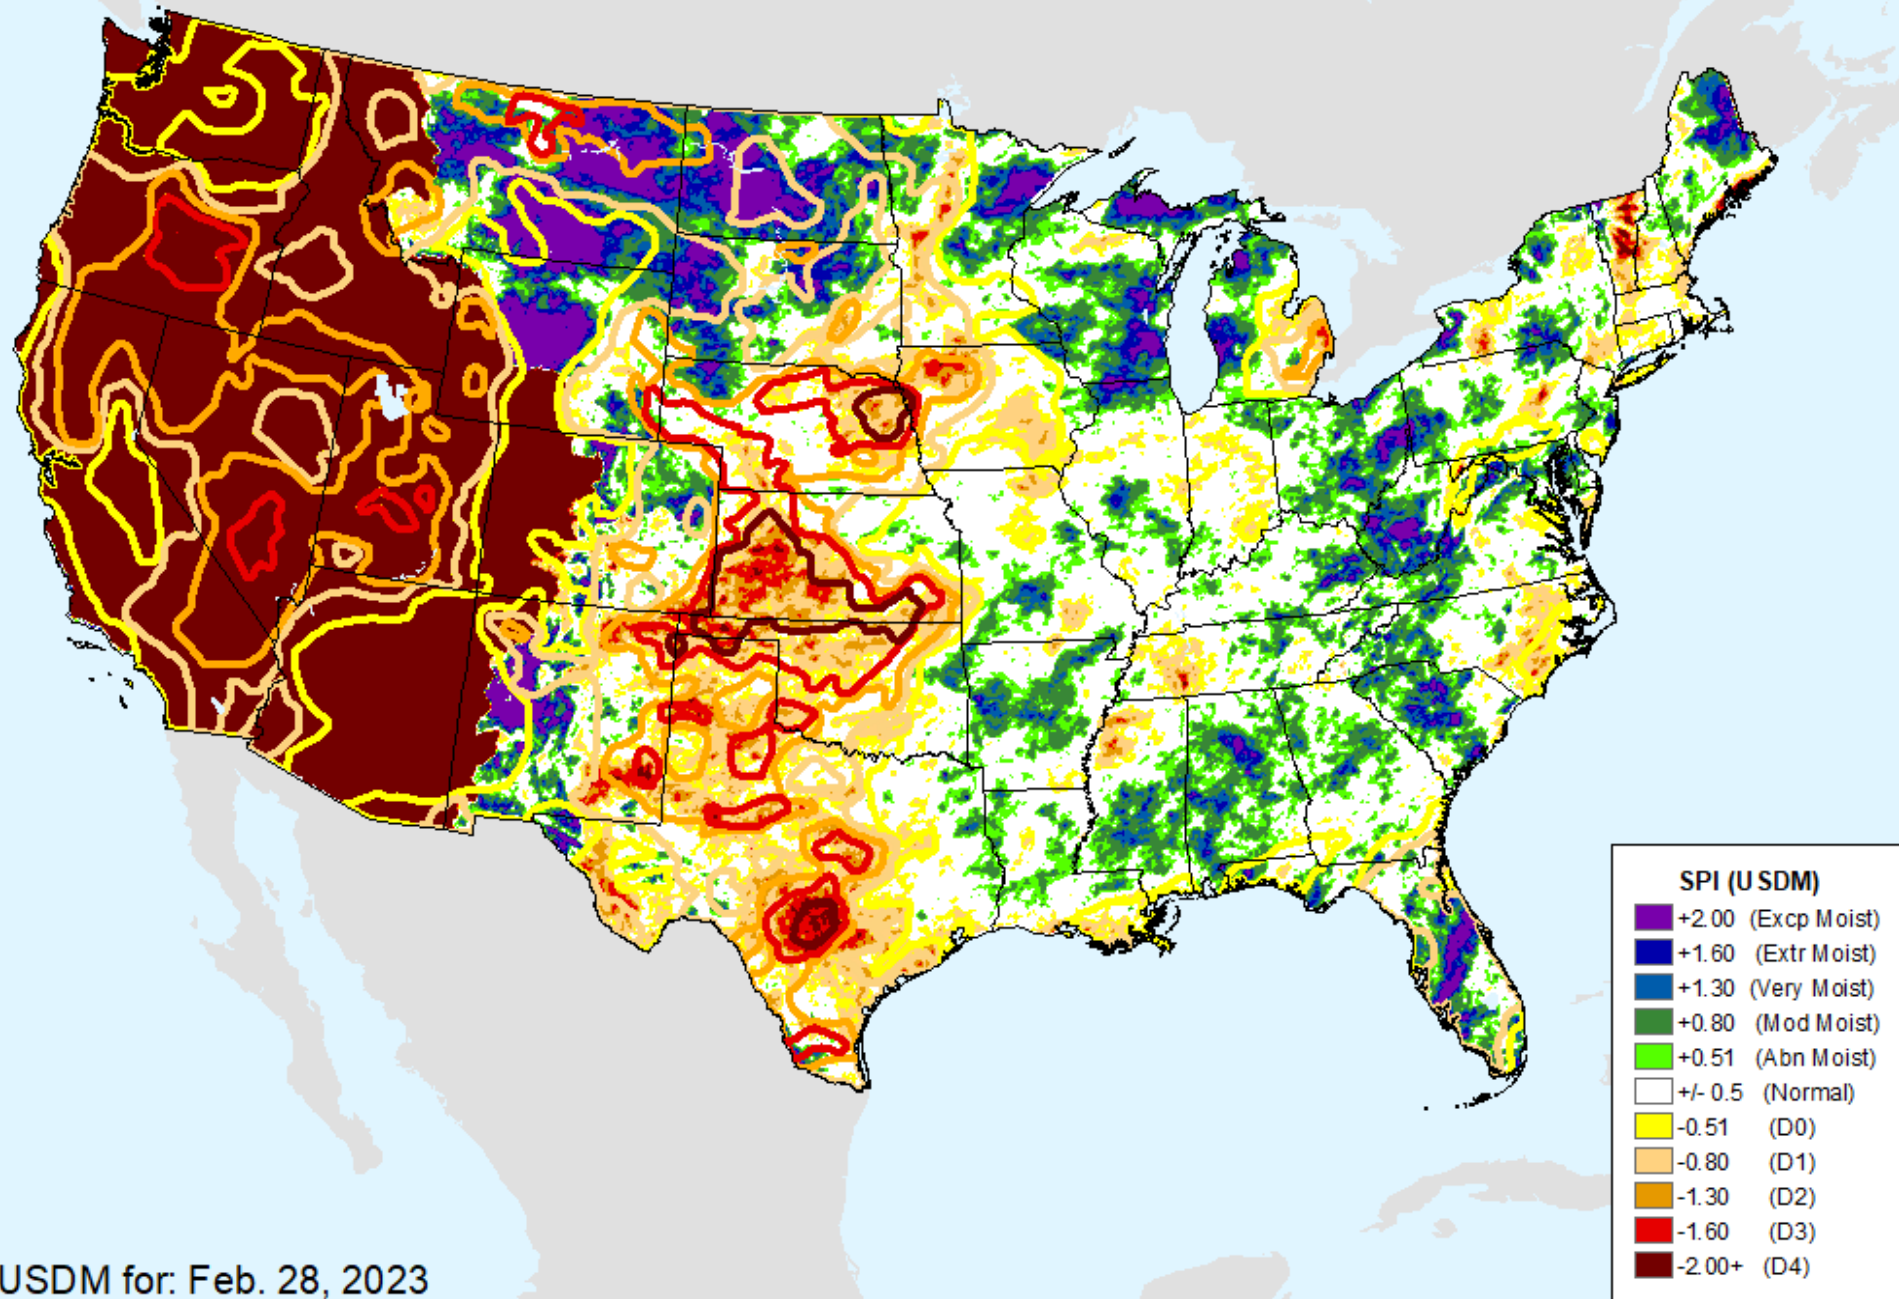 SPI (USDM)
+2.00 (Excp Moist)
+1.60 (Extr Moist)
+1.30 (Very Moist)
+0.80 (Mod Moist)
+0.51 (Abn Moist)
+/- 0.5 (Normal)
-0.51 (D0)
-0.80 (D1)
-1.30 (D2)
-1.60 (D3)
-2.00+ (D4)
USDM for: Feb. 28, 2023